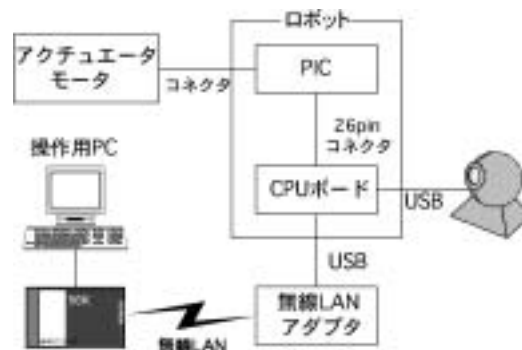 ロボット
アクチュエータ
モータ
コネクタ
PIC
26pin
コネクタ
操作用PC
CPUボード
USB
USB
無線LAN
アダプタ
無線LAN